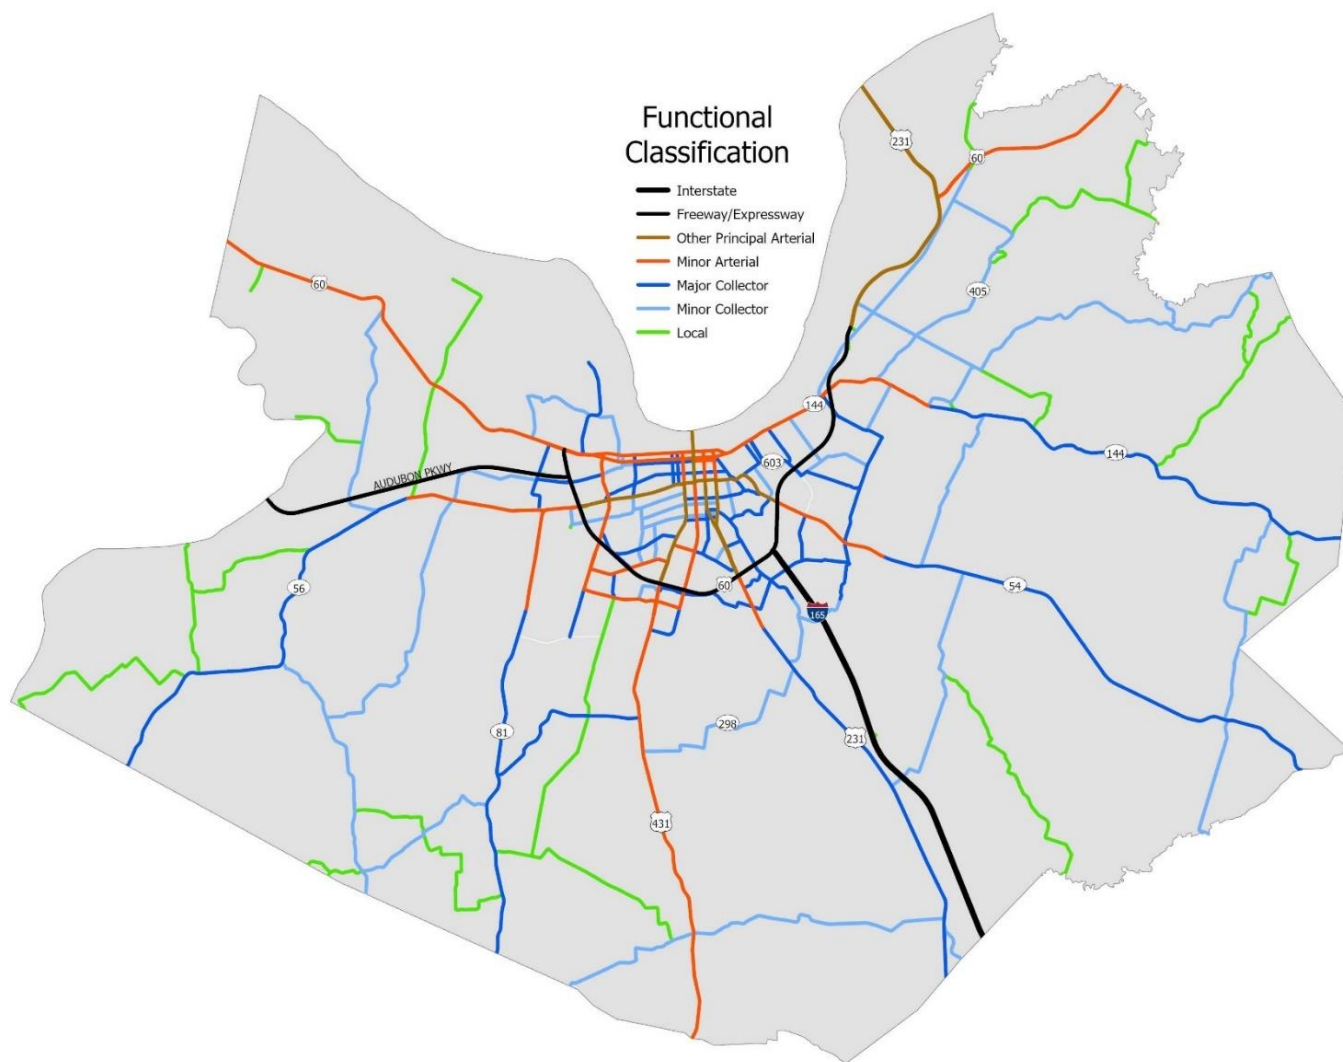 Functional
Classification
Interstate
Freeway/Expressway
Other Principal Arterial
Minor Arterial
Major Collector
Minor Collector
Local
231
60
405
60
144
603
144
AUDUBON PKWY
56
60
54
165
81
298
231
431